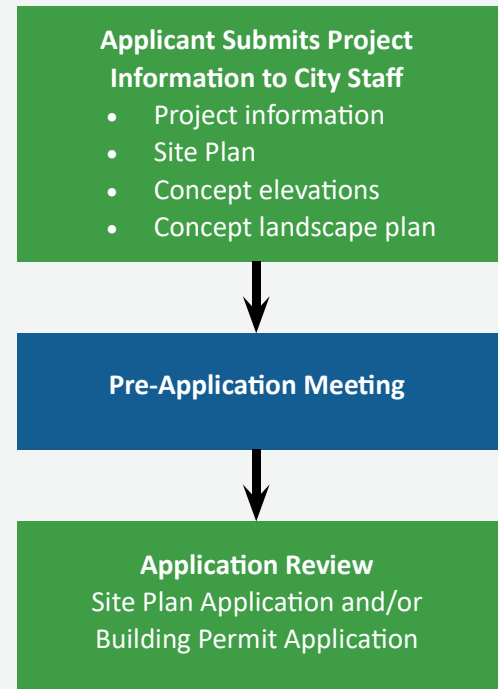 Applicant Submits Project
Information to City Staff
• Project information
• Site Plan
• Concept elevations
• Concept landscape plan
Pre-Application Meeting
Application Review
Site Plan Application and/or
Building Permit Application